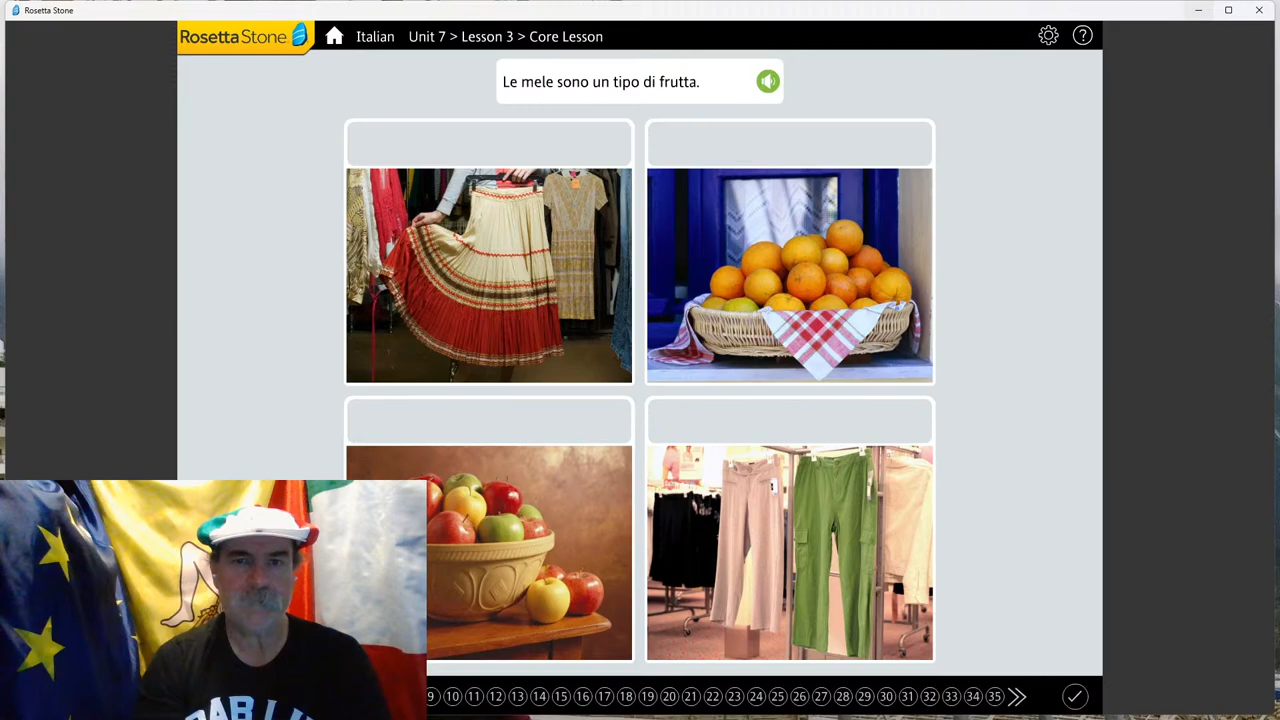 Rosetta Stone
RosettaStone
Italian Unit 7 > Lesson 3 > Core Lesson
Le mele sono un tipo di frutta.
9 10 11 12 13 14 15 16 17 18 19 20 21 22 23 24 25 26 27 28 29 30 31 32 33 34 35